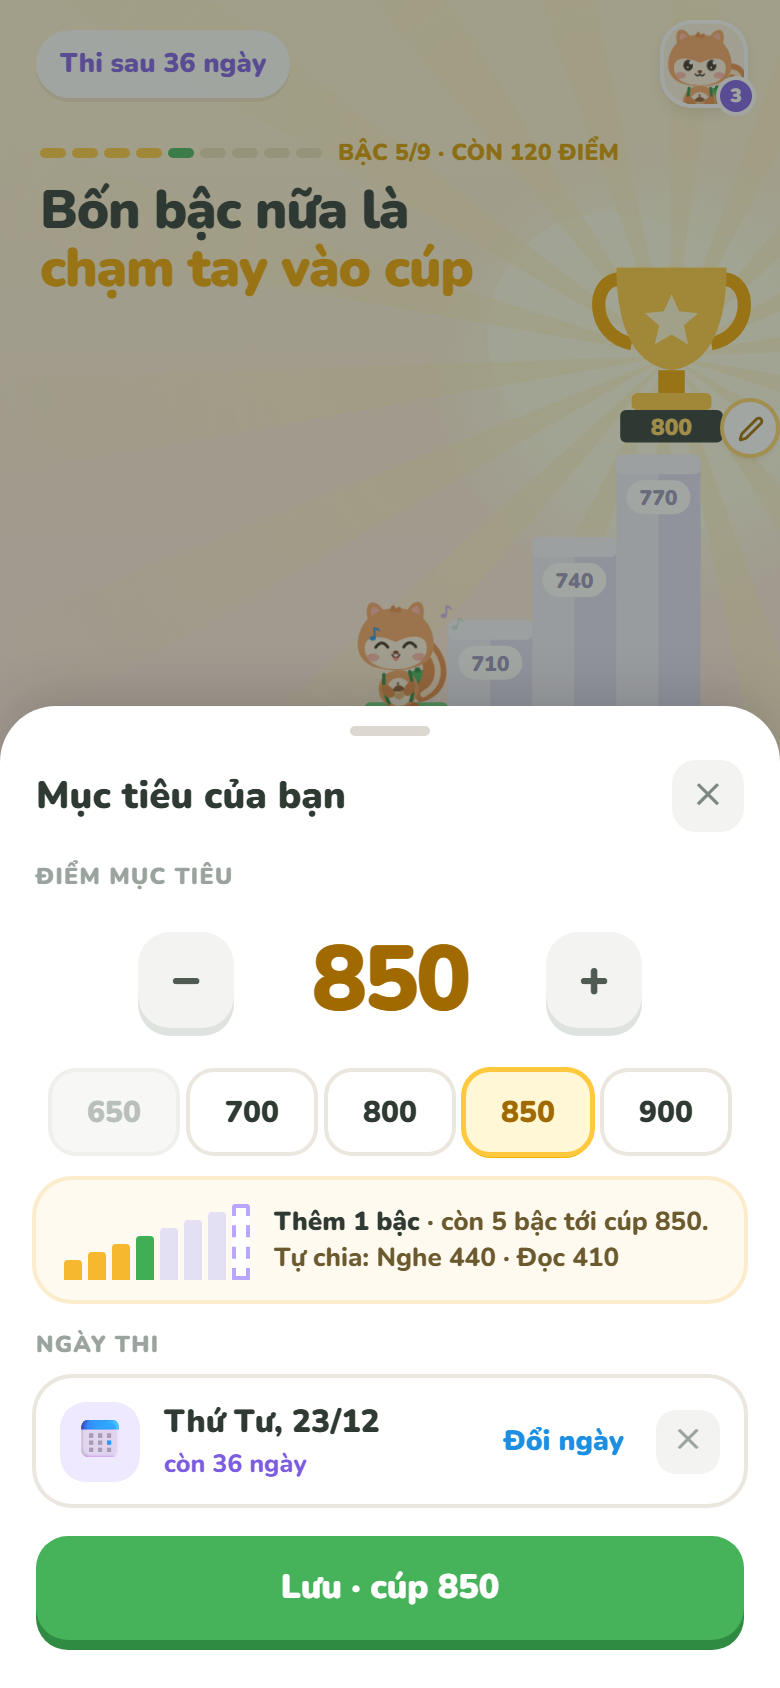 Thi sau 36 ngày
3
BẬC 5/9 · CÒN 120 ĐIỂM
Bốn bậc nữa là
chạm tay vào cúp
800
770
740
710
Mục tiêu của bạn
ĐIỂM MỤC TIÊU
850
650 700 800 850 900
Thêm 1 bậc · còn 5 bậc tới cúp 850.
Tự chia: Nghe 440 · Đọc 410
NGÀY THI
Thứ Tư, 23/12
còn 36 ngày
Đổi ngày
Lưu · cúp 850